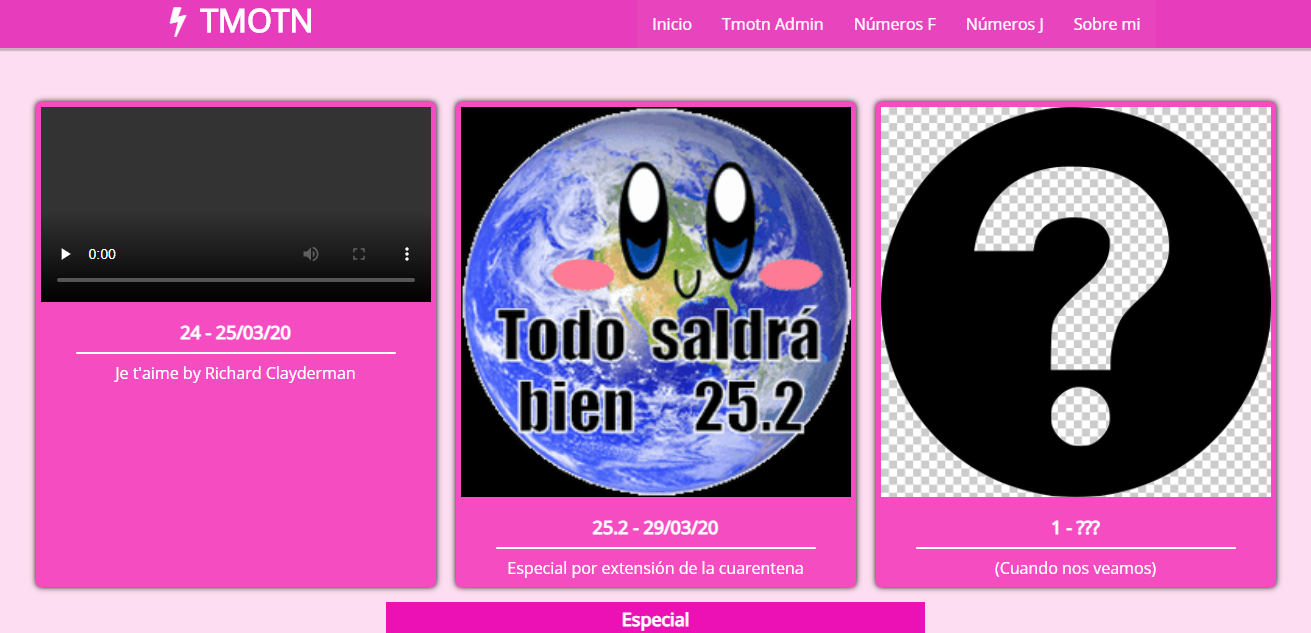 TMOTN
Inicio
Tmotn Admin
Números F
Números J
Sobre mi
0:00
24 - 25/03/20
Je t'aime by Richard Clayderman
Todo saldrá
bien 25.2
25.2 - 29/03/20
Especial por extensión de la cuarentena
?
1 - ???
(Cuando nos veamos)
Especial